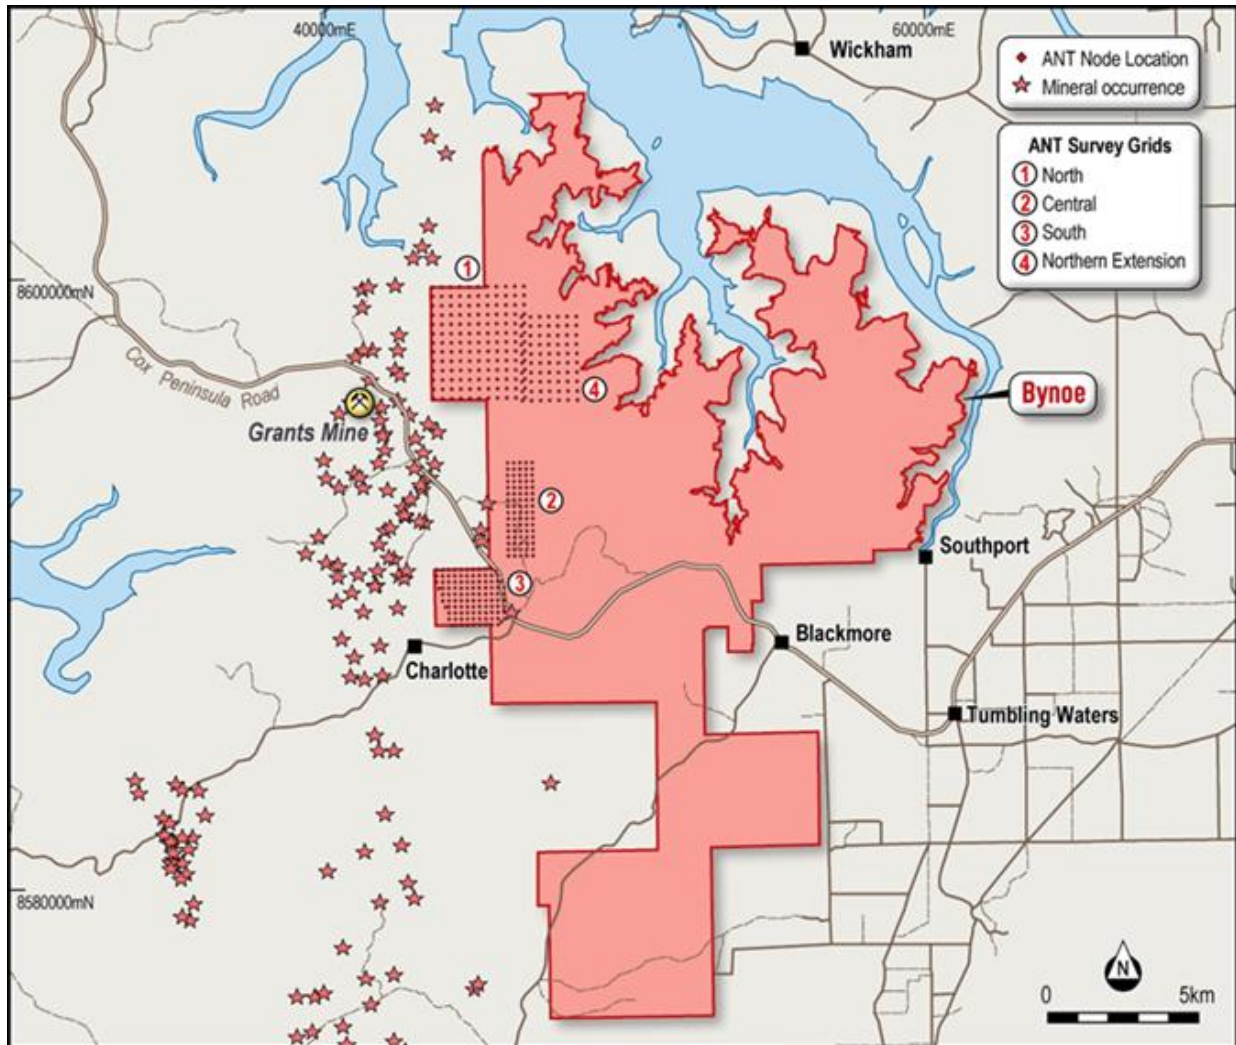 40000mE
60000mE
Wickham
ANT Node Location
Mineral occurrence
ANT Survey Grids
1 North
2 Central
3 South
4 Northern Extension
1
8600000mN
Cox Peninsula Road
4
Bynoe
Grants Mine
2
Southport
3
Blackmore
Charlotte
Tumbling Waters
8580000mN
N
0 5km